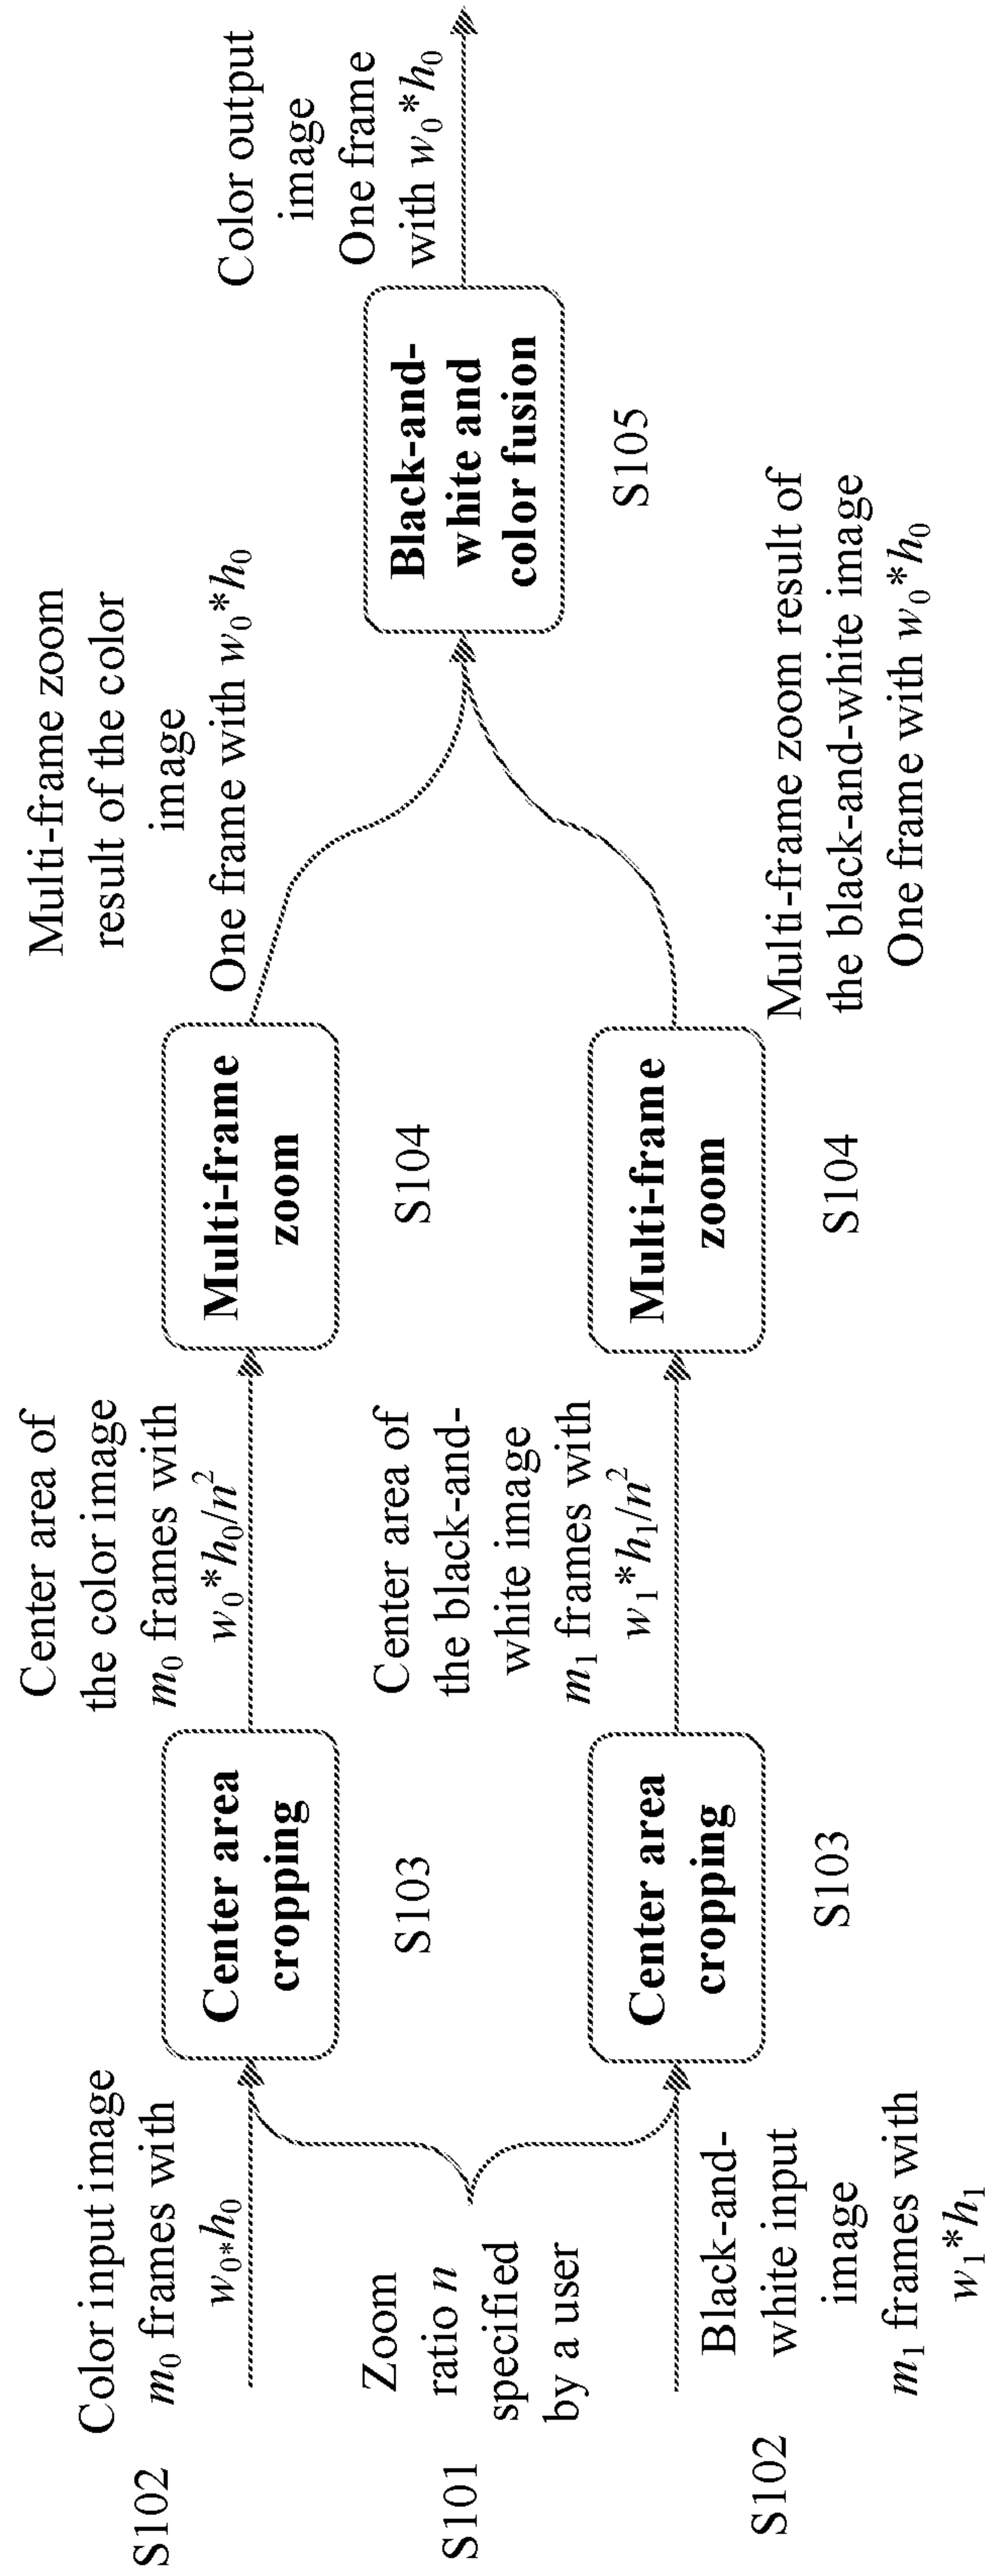 S102
Color input image
m₀ frames with
w₀*h₀
S101
Zoom
ratio n
specified
by a user
S102
Black-and-
white input
image
m₁ frames with
w₁*h₁
Center area
cropping
S103
Center area
cropping
S103
Center area of
the color image
m₀ frames with
w₀*h₀/n²
Center area of
the black-and-
white image
m₁ frames with
w₁*h₁/n²
Multi-frame
zoom
S104
Multi-frame
zoom
S104
Multi-frame zoom
result of the color
image
One frame with w₀*h₀
Multi-frame zoom result of
the black-and-white image
One frame with w₀*h₀
Black-and-
white and
color fusion
S105
Color output
image
One frame
with w₀*h₀